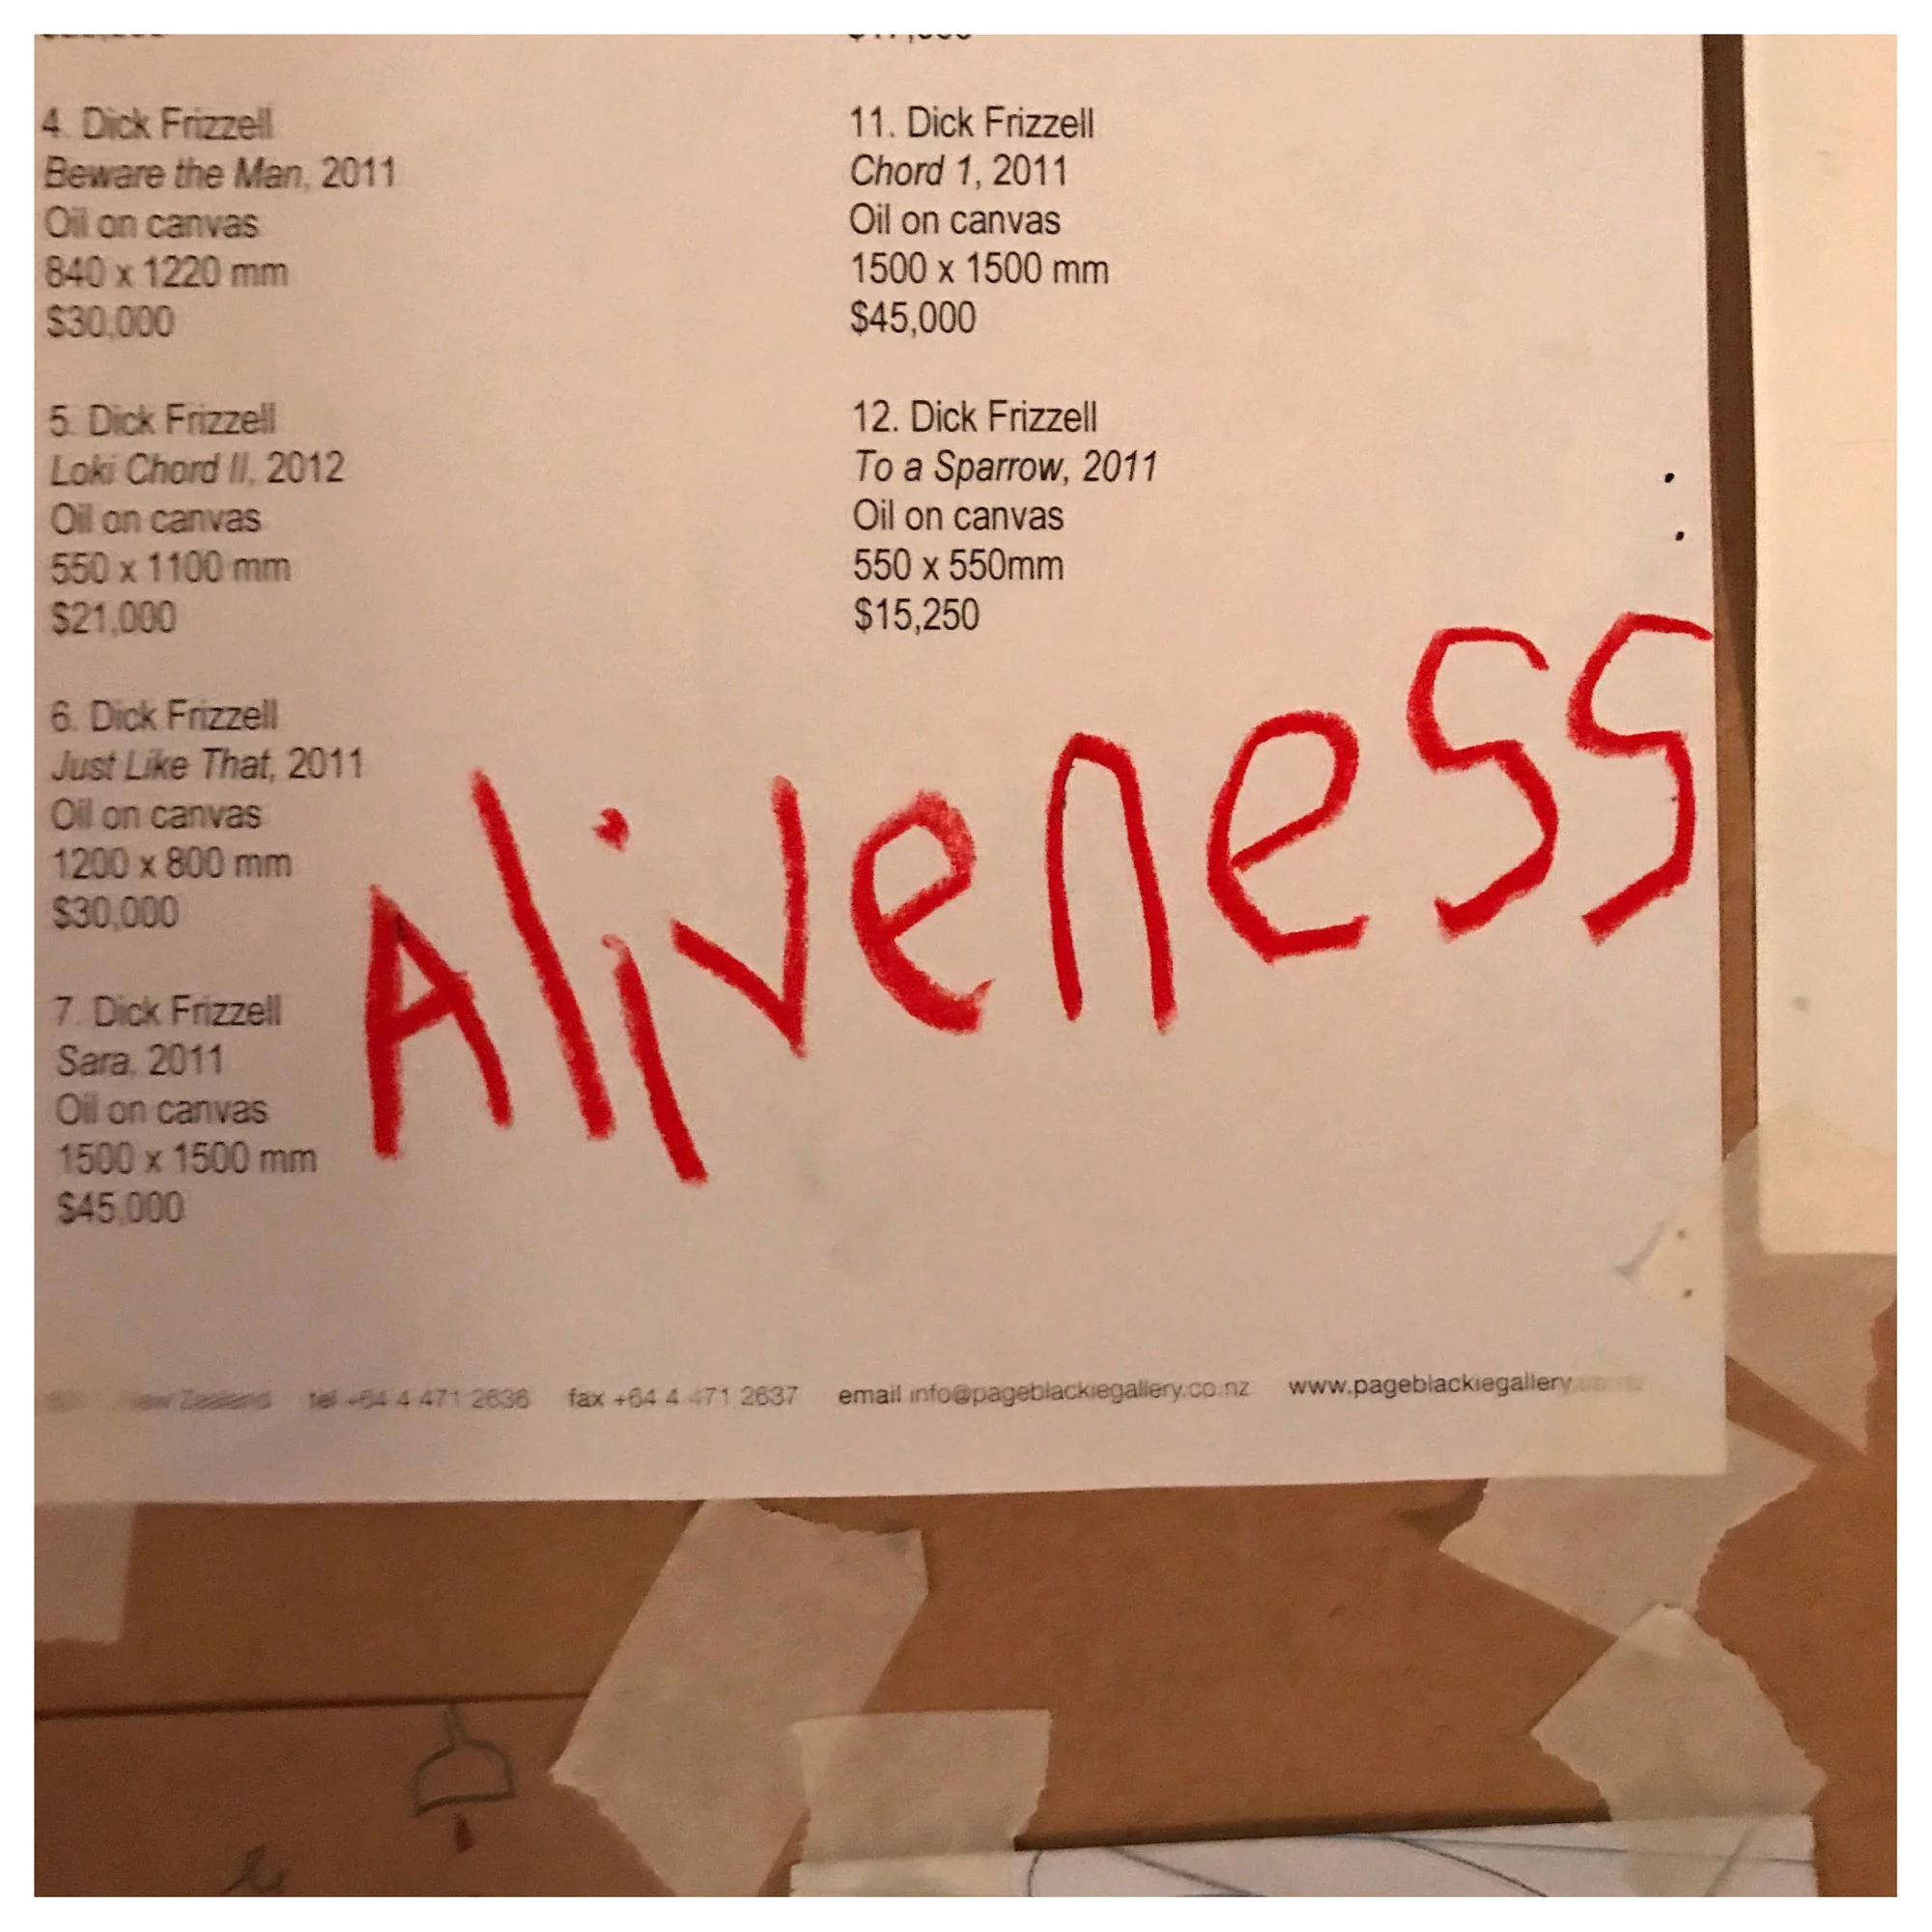 4. Dick Frizzell
Beware the Man, 2011
Oil on canvas
840 x 1220 mm
$30,000
5. Dick Frizzell
Loki Chord II, 2012
Oil on canvas
550 x 1100 mm
$21,000
6. Dick Frizzell
Just Like That, 2011
Oil on canvas
1200 x 800 mm
$30,000
7. Dick Frizzell
Sara, 2011
Oil on canvas
1500 x 1500 mm
$45,000
11. Dick Frizzell
Chord 1, 2011
Oil on canvas
1500 x 1500 mm
$45,000
12. Dick Frizzell
To a Sparrow, 2011
Oil on canvas
550 x 550mm
$15,250
Aliveness
New Zealand tel +64 4 471 2636 fax +64 4 471 2637 email info@pageblackiegallery.co.nz www.pageblackiegallery